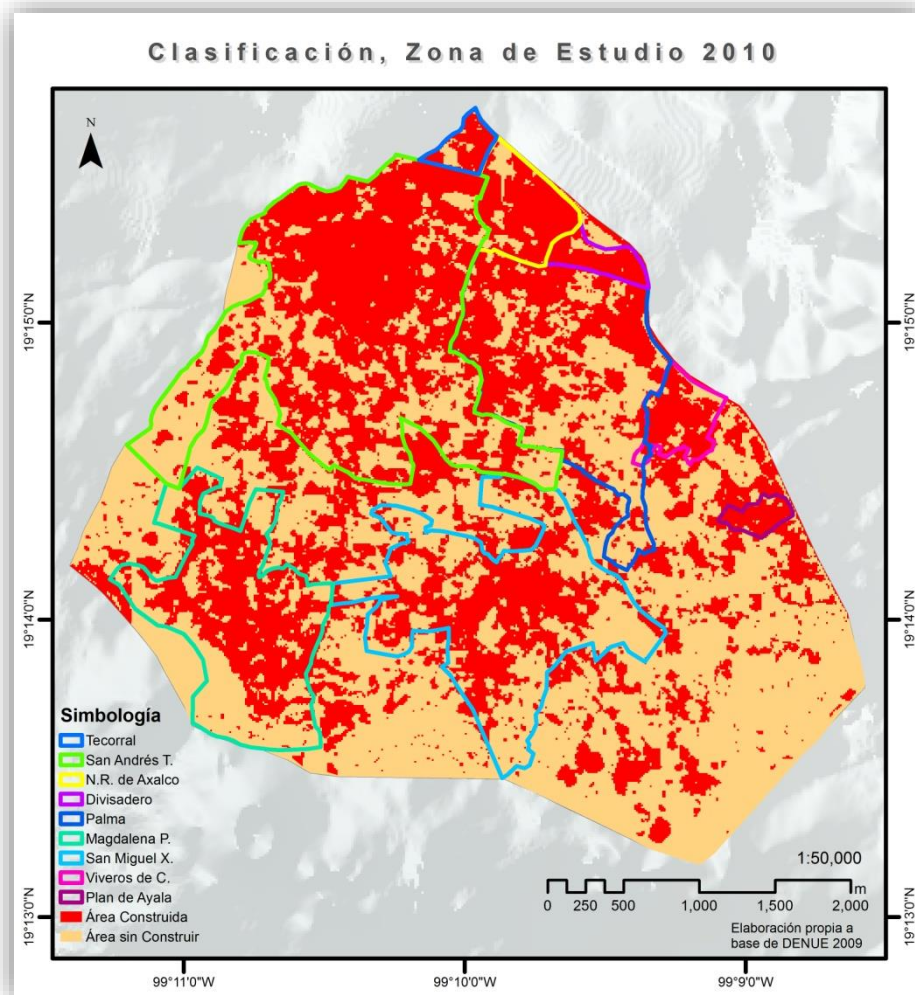 Clasificación, Zona de Estudio 2010
N
19°15'0"N
19°15'0"N
19°14'0"N
19°14'0"N
19°13'0"N
19°13'0"N
Simbología
Tecorral
San Andrés T.
N.R. de Axalco
Divisadero
Palma
Magdalena P.
San Miguel X.
Viveros de C.
Plan de Ayala
Área Construida
Área sin Construir
1:50,000
m
0 250 500 1,000 1,500 2,000
Elaboración propia a
base de DENUE 2009
99°11'0"W 99°10'0"W 99°9'0"W